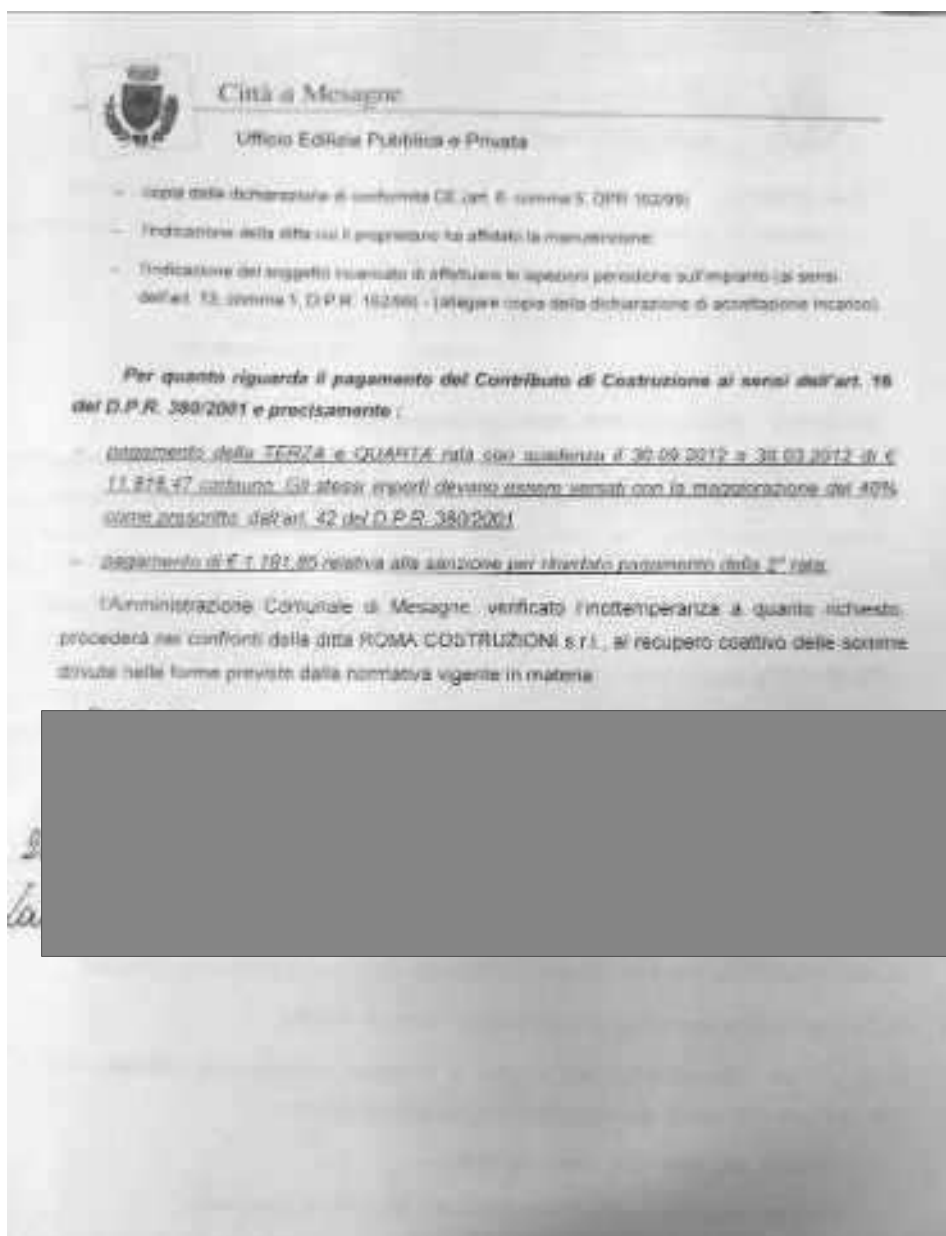 Città a Mesagne
Ufficio Edilizia Pubblica e Privata
– copia della dichiarazione di conformità CE (art. 6, comma 5, DPR 162/99)
– l'indicazione della ditta cui il proprietario ha affidato la manutenzione;
– l'indicazione del soggetto incaricato di effettuare le ispezioni periodiche sull'impianto (ai sensi
dell'art. 13, comma 1, D.P.R. 162/99) - (allegare copia della dichiarazione di accettazione incarico).
Per quanto riguarda il pagamento del Contributo di Costruzione ai sensi dell'art. 16
del D.P.R. 380/2001 e precisamente :
– pagamento della TERZA e QUARTA rata con scadenza il 30.09.2012 e 30.03.2012 di €
11.818,47 cadauno. Gli stessi importi devono essere versati con la maggiorazione del 40%
come prescritto dall'art. 42 del D.P.R. 380/2001
– pagamento di € 1.181,85 relativa alla sanzione per ritardato pagamento della 2° rata.
l'Amministrazione Comunale di Mesagne, verificato l'inottemperanza a quanto richiesto,
procederà nei confronti della ditta ROMA COSTRUZIONI s.r.l., al recupero coattivo delle somme
dovute nelle forme previste dalla normativa vigente in materia